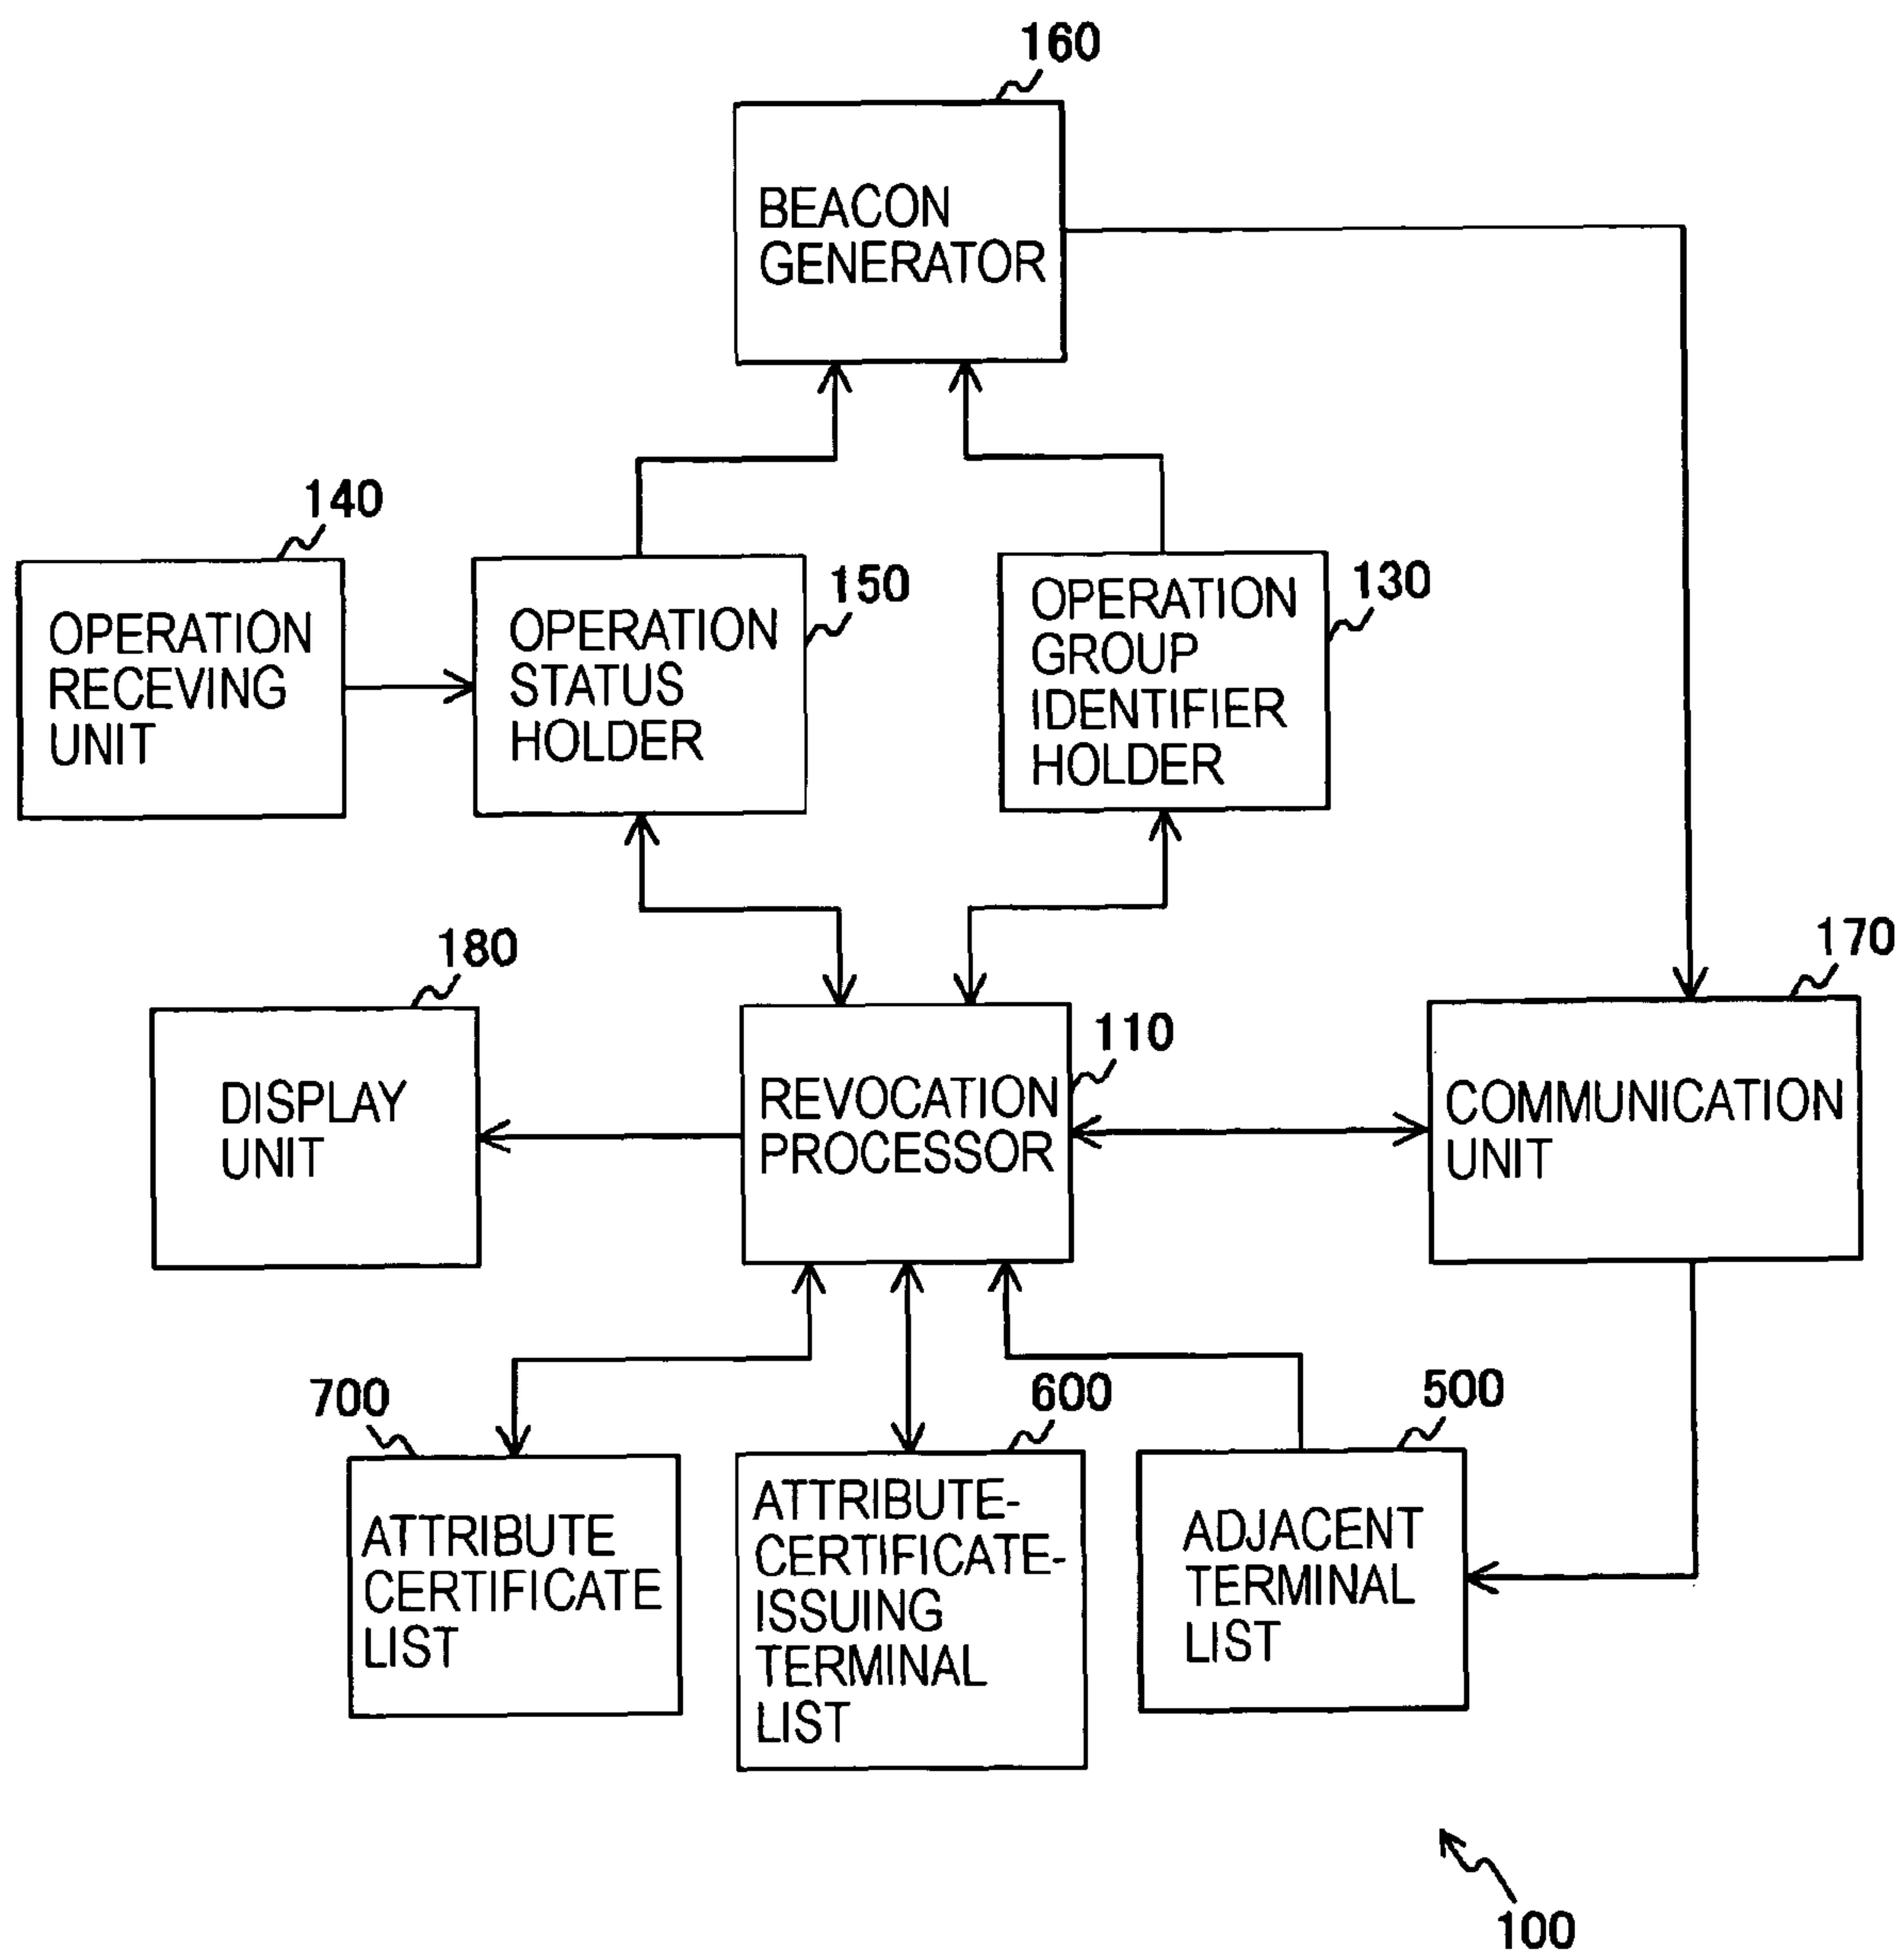 160
BEACON
GENERATOR
140
OPERATION
RECEVING
UNIT
150
OPERATION
STATUS
HOLDER
130
OPERATION
GROUP
IDENTIFIER
HOLDER
180
DISPLAY
UNIT
110
REVOCATION
PROCESSOR
170
COMMUNICATION
UNIT
700
ATTRIBUTE
CERTIFICATE
LIST
600
ATTRIBUTE-
CERTIFICATE-
ISSUING
TERMINAL
LIST
500
ADJACENT
TERMINAL
LIST
100